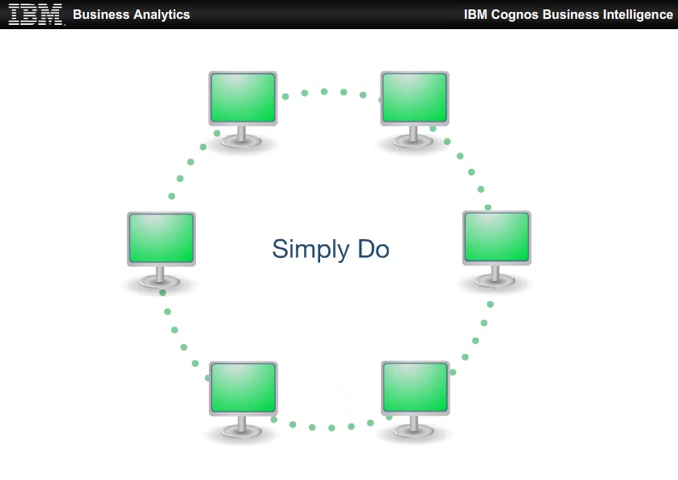 IBM Business Analytics
IBM Cognos Business Intelligence
Simply Do